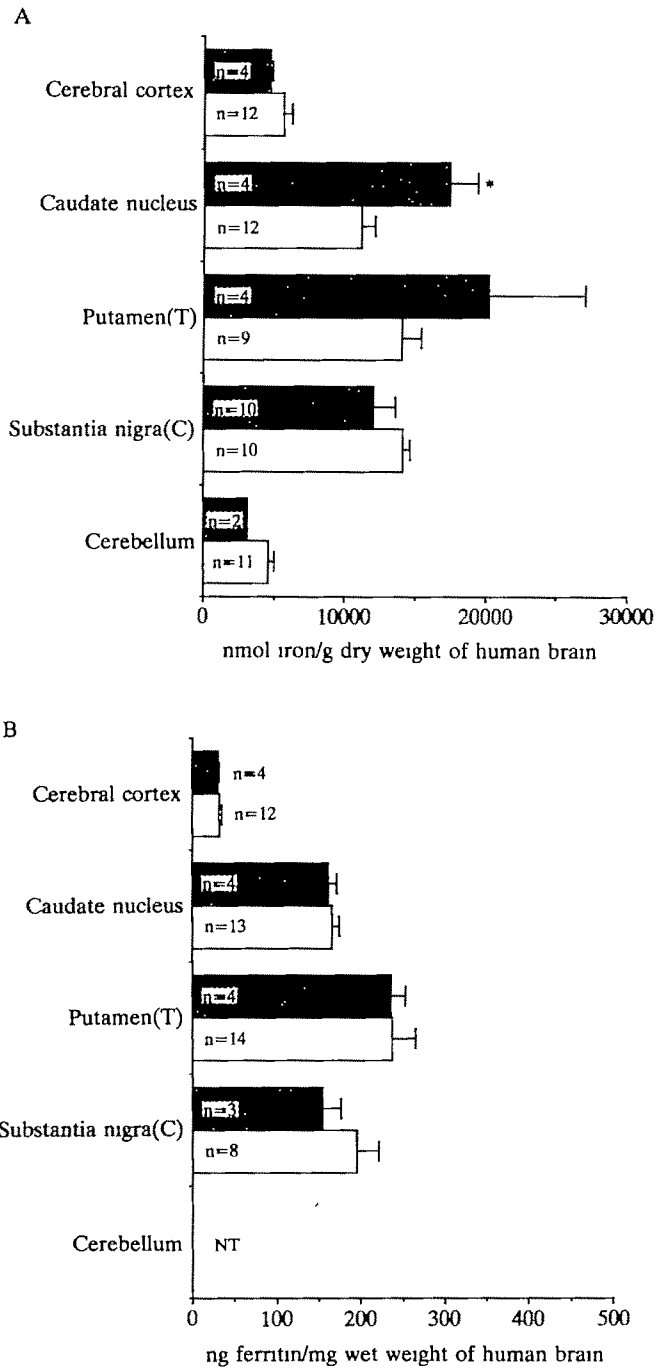 A
Cerebral cortex
n=4
n=12
Caudate nucleus
n=4
*
n=12
Putamen(T)
n=4
n=9
Substantia nigra(C)
n=10
n=10
Cerebellum
n=2
n=11
0 10000 20000 30000
nmol iron/g dry weight of human brain
B
Cerebral cortex
n=4
n=12
Caudate nucleus
n=4
n=13
Putamen(T)
n=4
n=14
Substantia nigra(C)
n=3
n=8
Cerebellum
NT
0 100 200 300 400 500
ng ferritin/mg wet weight of human brain